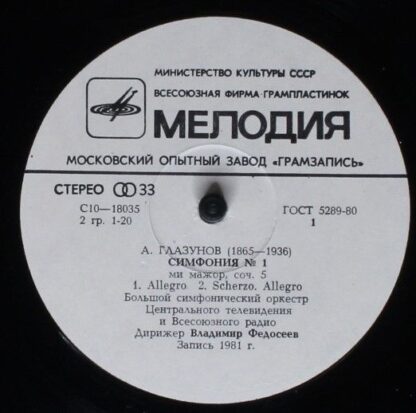 МИНИСТЕРСТВО КУЛЬТУРЫ СССР
ВСЕСОЮЗНАЯ ФИРМА·ГРАМПЛАСТИНОК
МЕЛОДИЯ
МОСКОВСКИЙ ОПЫТНЫЙ ЗАВОД «ГРАМЗАПИСЬ»
СТЕРЕО 33
С10—18035
2 гр. 1-20
ГОСТ 5289-80
1
А. ГЛАЗУНОВ (1865—1936)
СИМФОНИЯ № 1
ми мажор, соч. 5
1. Allegro 2. Scherzo. Allegro
Большой симфонический оркестр
Центрального телевидения
и Всесоюзного радио
Дирижер Владимир Федосеев
Запись 1981 г.